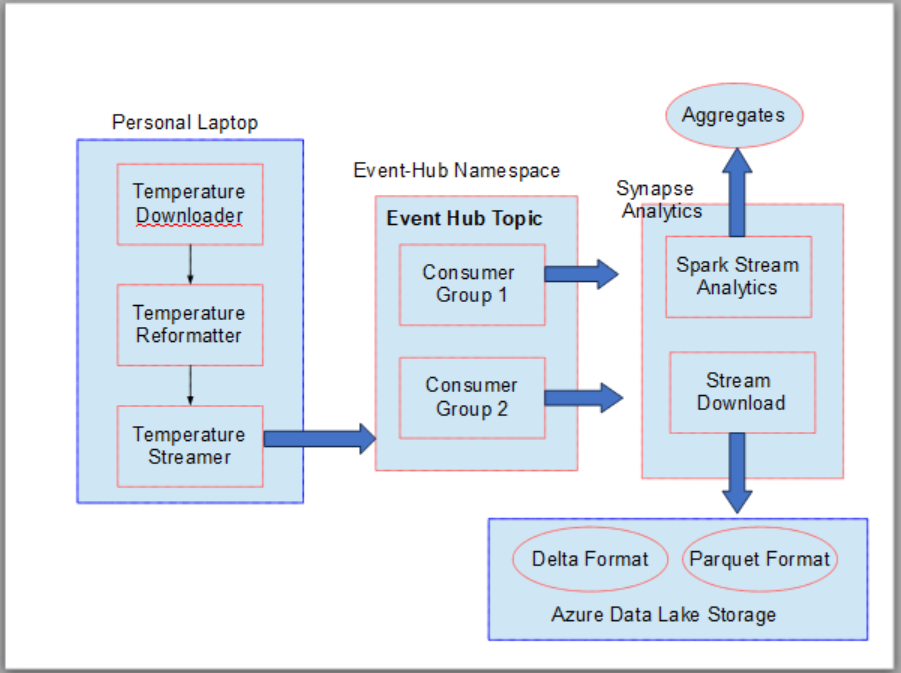 Personal Laptop
Temperature
Downloader
Temperature
Reformatter
Temperature
Streamer
Event-Hub Namespace
Event Hub Topic
Consumer
Group 1
Consumer
Group 2
Aggregates
Synapse
Analytics
Spark Stream
Analytics
Stream
Download
Delta Format
Parquet Format
Azure Data Lake Storage